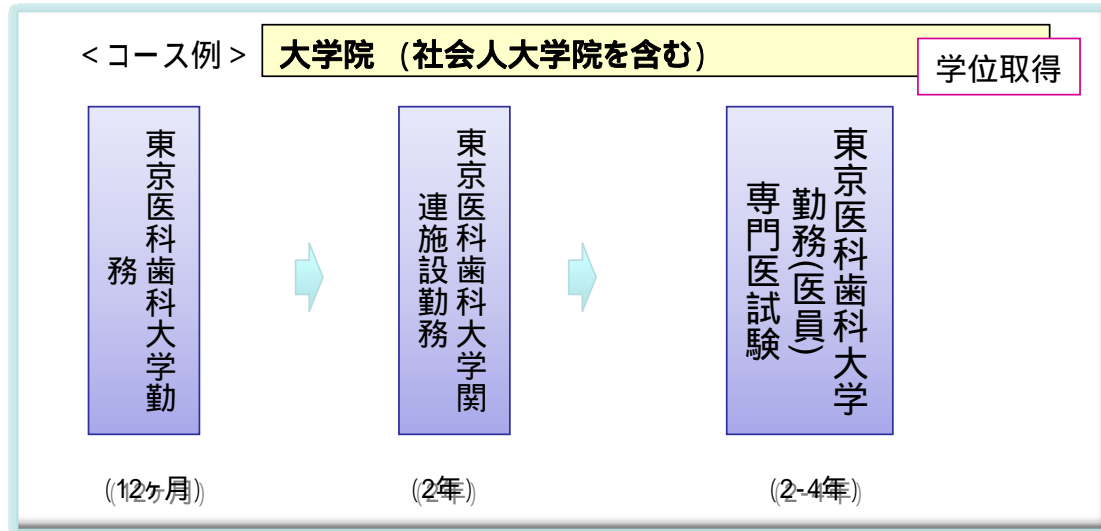 <コース例>
大学院 (社会人大学院を含む)
学位取得
東京医科歯科大学勤
務
東京医科歯科大学関
連施設勤務
東京医科歯科大学
勤務(医員)
専門医試験
(12ヶ月)
(2年)
(2-4年)